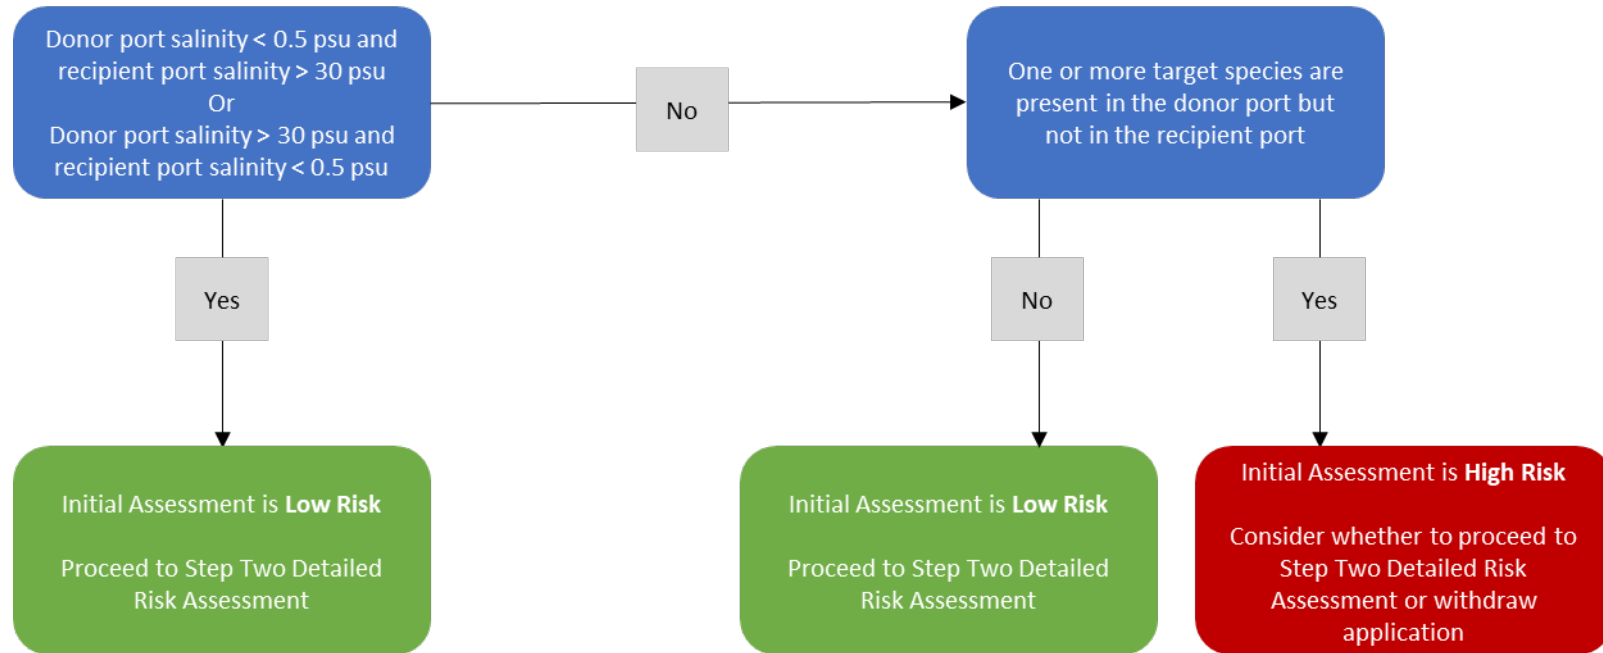 Donor port salinity < 0.5 psu and
recipient port salinity > 30 psu
Or
Donor port salinity > 30 psu and
recipient port salinity < 0.5 psu
No
One or more target species are
present in the donor port but
not in the recipient port
Yes
No
Yes
Initial Assessment is Low Risk
Proceed to Step Two Detailed
Risk Assessment
Initial Assessment is Low Risk
Proceed to Step Two Detailed
Risk Assessment
Initial Assessment is High Risk
Consider whether to proceed to
Step Two Detailed Risk
Assessment or withdraw
application